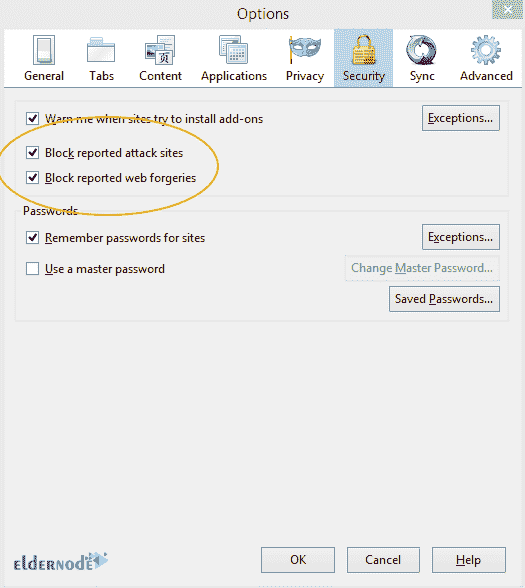 Options
General Tabs Content Applications Privacy Security Sync Advanced
Warn me when sites try to install add-ons Exceptions...
Block reported attack sites
Block reported web forgeries
Passwords
Remember passwords for sites Exceptions...
Use a master password Change Master Password...
Saved Passwords...
eldernode OK Cancel Help